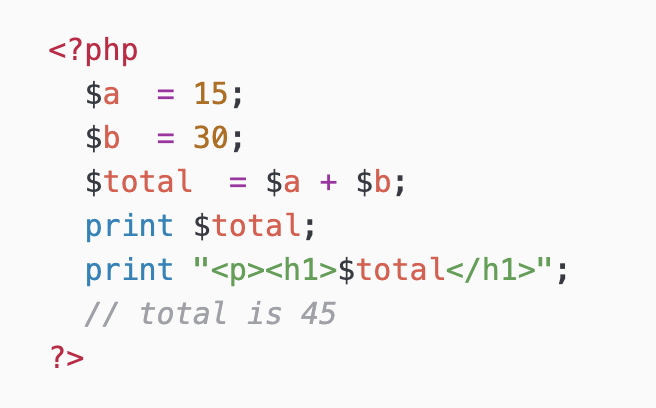 <?php
$a  = 15;
$b  = 30;
$total  = $a + $b;
print $total;
print "<p><h1>$total</h1>";
// total is 45
?>